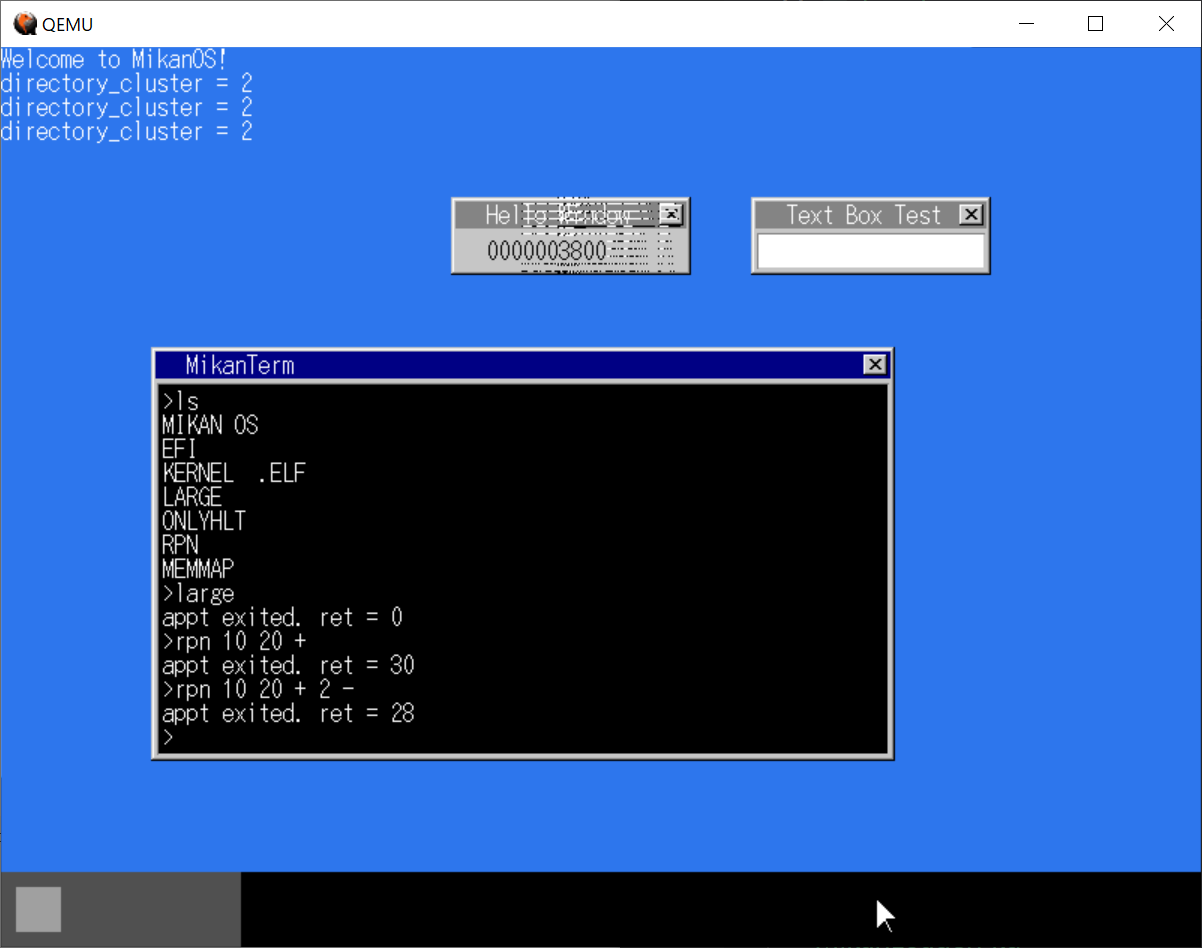 QEMU
Welcome to MikanOS!
directory_cluster = 2
directory_cluster = 2
directory_cluster = 2
Hello Window
0000003800
Text Box Test
MikanTerm
>ls
MIKAN OS
EFI
KERNEL  .ELF
LARGE
ONLYHLT
RPN
MEMMAP
>large
appt exited. ret = 0
>rpn 10 20 +
appt exited. ret = 30
>rpn 10 20 + 2 -
appt exited. ret = 28
>